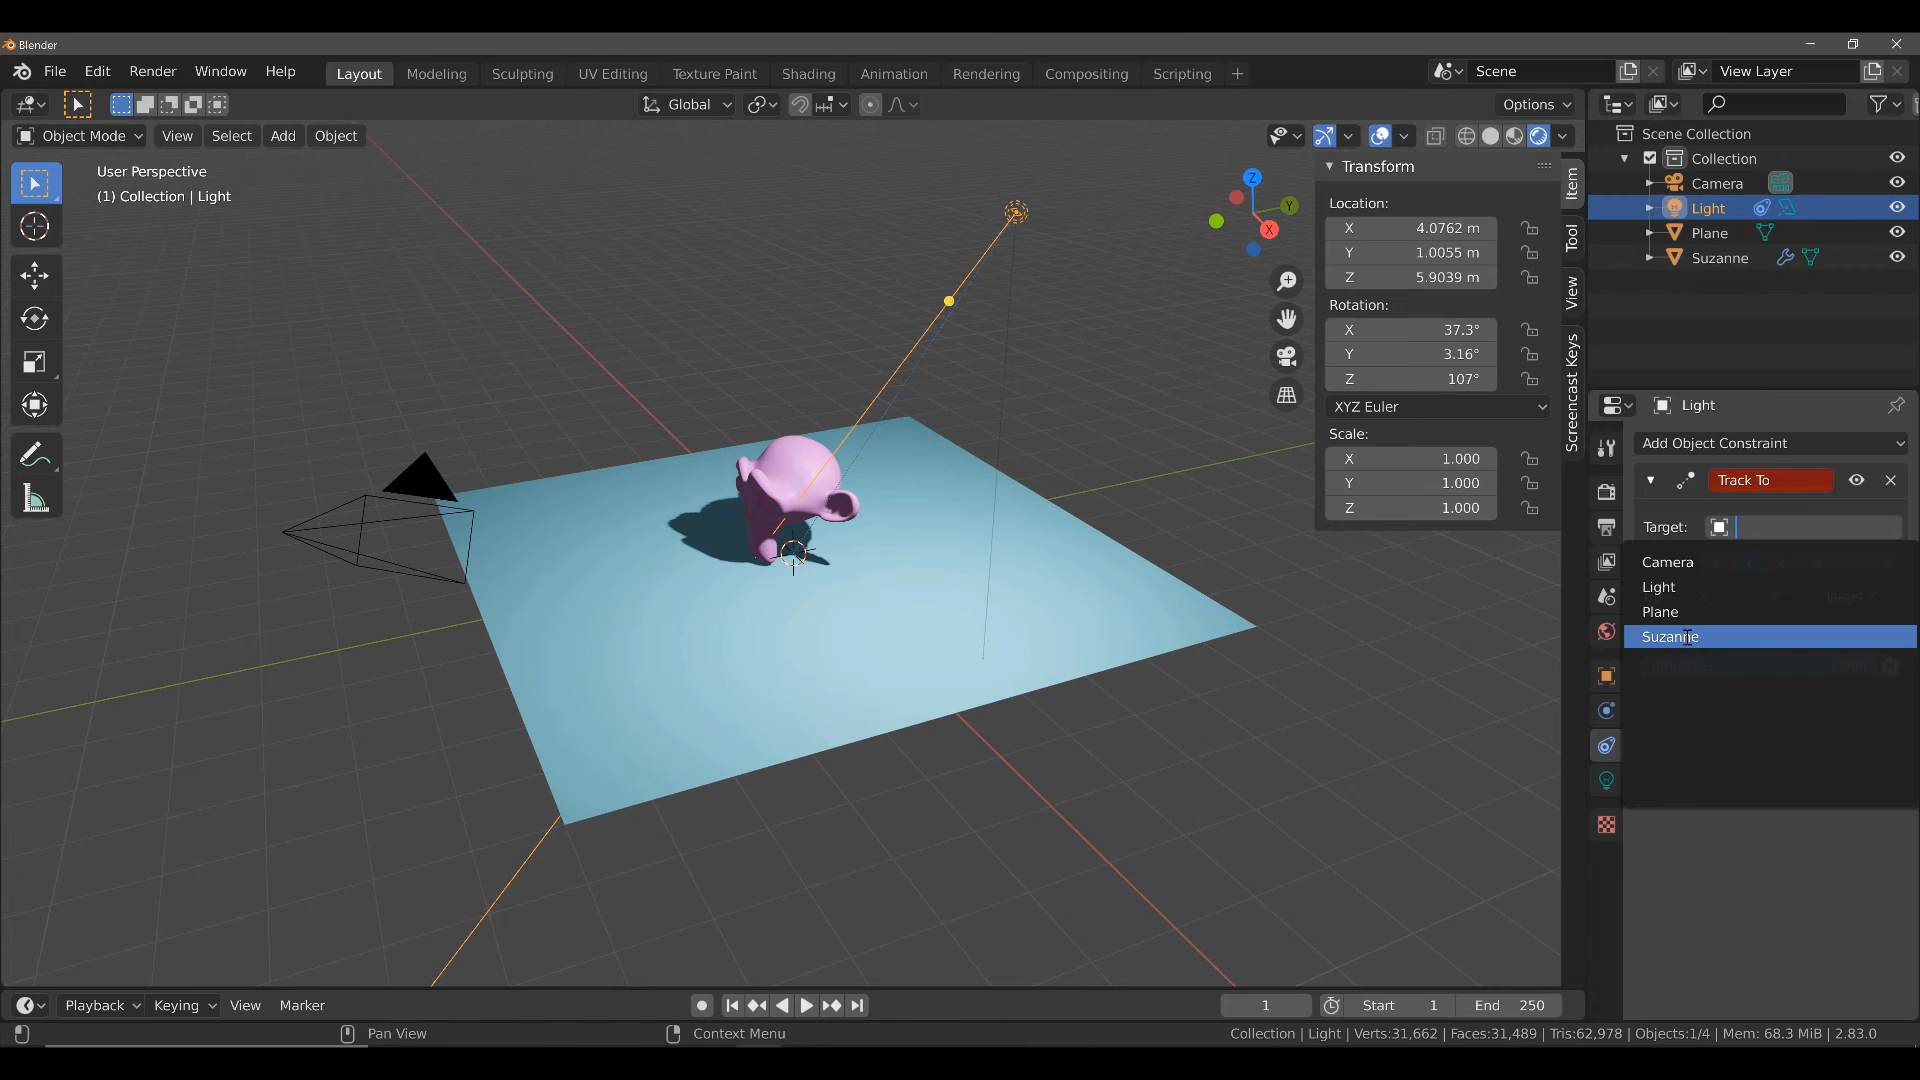 Blender
File Edit Render Window Help Layout Modeling Sculpting UV Editing Texture Paint Shading Animation Rendering Compositing Scripting + Scene View Layer
Global Options
Object Mode View Select Add Object
User Perspective
(1) Collection | Light
Z
Y
X
Transform
Location:
X 4.0762 m
Y 1.0055 m
Z 5.9039 m
Rotation:
X 37.3°
Y 3.16°
Z 107°
XYZ Euler
Scale:
X 1.000
Y 1.000
Z 1.000
Item
Tool
View
Screencast Keys
Scene Collection
Collection
Camera
Light
Plane
Suzanne
Light
Add Object Constraint
Track To
Target:
Camera
Light
Plane
Suzanne
Playback Keying View Marker 1 Start 1 End 250
Pan View Context Menu Collection | Light | Verts:31,662 | Faces:31,489 | Tris:62,978 | Objects:1/4 | Mem: 68.3 MiB | 2.83.0